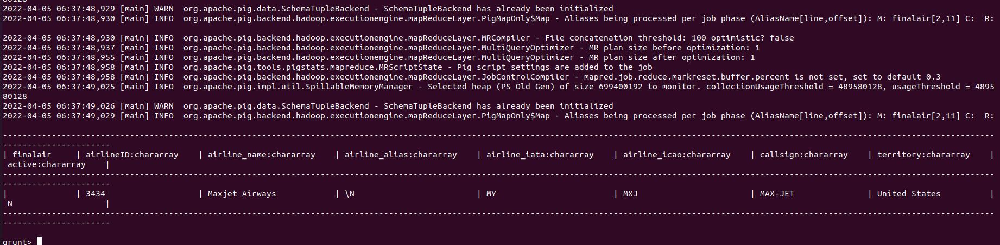 80128
2022-04-05 06:37:48,929 [main] WARN  org.apache.pig.data.SchemaTupleBackend - SchemaTupleBackend has already been initialized
2022-04-05 06:37:48,930 [main] INFO  org.apache.pig.backend.hadoop.executionengine.mapReduceLayer.PigMapOnly$Map - Aliases being processed per job phase (AliasName[line,offset]): M: finalair[2,11] C:  R:
2022-04-05 06:37:48,930 [main] INFO  org.apache.pig.backend.hadoop.executionengine.mapReduceLayer.MRCompiler - File concatenation threshold: 100 optimistic? false
2022-04-05 06:37:48,937 [main] INFO  org.apache.pig.backend.hadoop.executionengine.mapReduceLayer.MultiQueryOptimizer - MR plan size before optimization: 1
2022-04-05 06:37:48,955 [main] INFO  org.apache.pig.backend.hadoop.executionengine.mapReduceLayer.MultiQueryOptimizer - MR plan size after optimization: 1
2022-04-05 06:37:48,958 [main] INFO  org.apache.pig.tools.pigstats.mapreduce.MRScriptState - Pig script settings are added to the job
2022-04-05 06:37:48,958 [main] INFO  org.apache.pig.backend.hadoop.executionengine.mapReduceLayer.JobControlCompiler - mapred.job.reduce.markreset.buffer.percent is not set, set to default 0.3
2022-04-05 06:37:49,025 [main] INFO  org.apache.pig.impl.util.SpillableMemoryManager - Selected heap (PS Old Gen) of size 699400192 to monitor. collectionUsageThreshold = 489580128, usageThreshold = 4895
80128
2022-04-05 06:37:49,026 [main] WARN  org.apache.pig.data.SchemaTupleBackend - SchemaTupleBackend has already been initialized
2022-04-05 06:37:49,029 [main] INFO  org.apache.pig.backend.hadoop.executionengine.mapReduceLayer.PigMapOnly$Map - Aliases being processed per job phase (AliasName[line,offset]): M: finalair[2,11] C:  R:
| finalair     | airlineID:chararray    | airline_name:chararray    | airline_alias:chararray    | airline_iata:chararray    | airline_icao:chararray    | callsign:chararray    | territory:chararray    |
 active:chararray    |
|              | 3434                   | Maxjet Airways            | \N                         | MY                        | MXJ                       | MAX-JET               | United States          |
 N                   |
grunt>